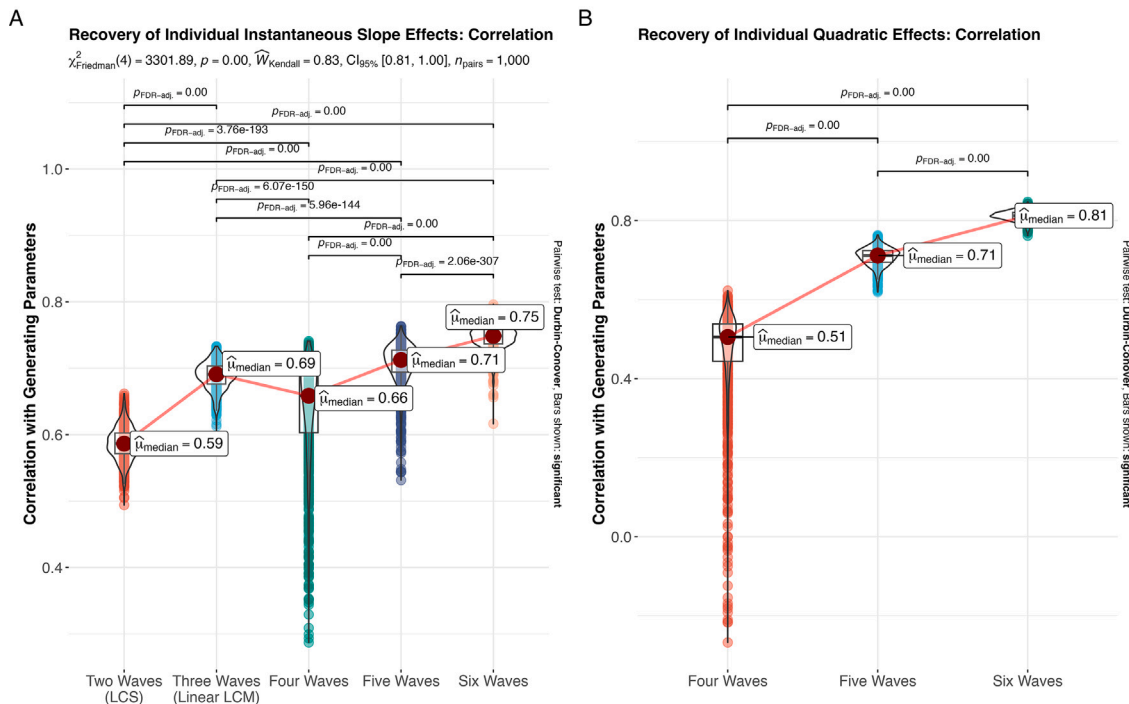 A
Recovery of Individual Instantaneous Slope Effects: Correlation
χ²Friedman(4) = 3301.89, p = 0.00, ŴKendall = 0.83, CI95% [0.81, 1.00], npairs = 1,000
pFDR−adj. = 0.00
pFDR−adj. = 0.00
pFDR−adj. = 3.76e-193
pFDR−adj. = 0.00
pFDR−adj. = 0.00
pFDR−adj. = 6.07e-150
pFDR−adj. = 5.96e-144
pFDR−adj. = 0.00
pFDR−adj. = 0.00
pFDR−adj. = 2.06e-307
Correlation with Generating Parameters
1.0
0.8
0.6
0.4
μ̂median = 0.59
μ̂median = 0.69
μ̂median = 0.66
μ̂median = 0.71
μ̂median = 0.75
Two Waves
(LCS)
Three Waves
(Linear LCM)
Four Waves
Five Waves
Six Waves
Pairwise test: Durbin-Conover, Bars shown: significant
B
Recovery of Individual Quadratic Effects: Correlation
pFDR−adj. = 0.00
pFDR−adj. = 0.00
pFDR−adj. = 0.00
Correlation with Generating Parameters
0.8
0.4
0.0
μ̂median = 0.51
μ̂median = 0.71
μ̂median = 0.81
Four Waves
Five Waves
Six Waves
Pairwise test: Durbin-Conover, Bars shown: significant